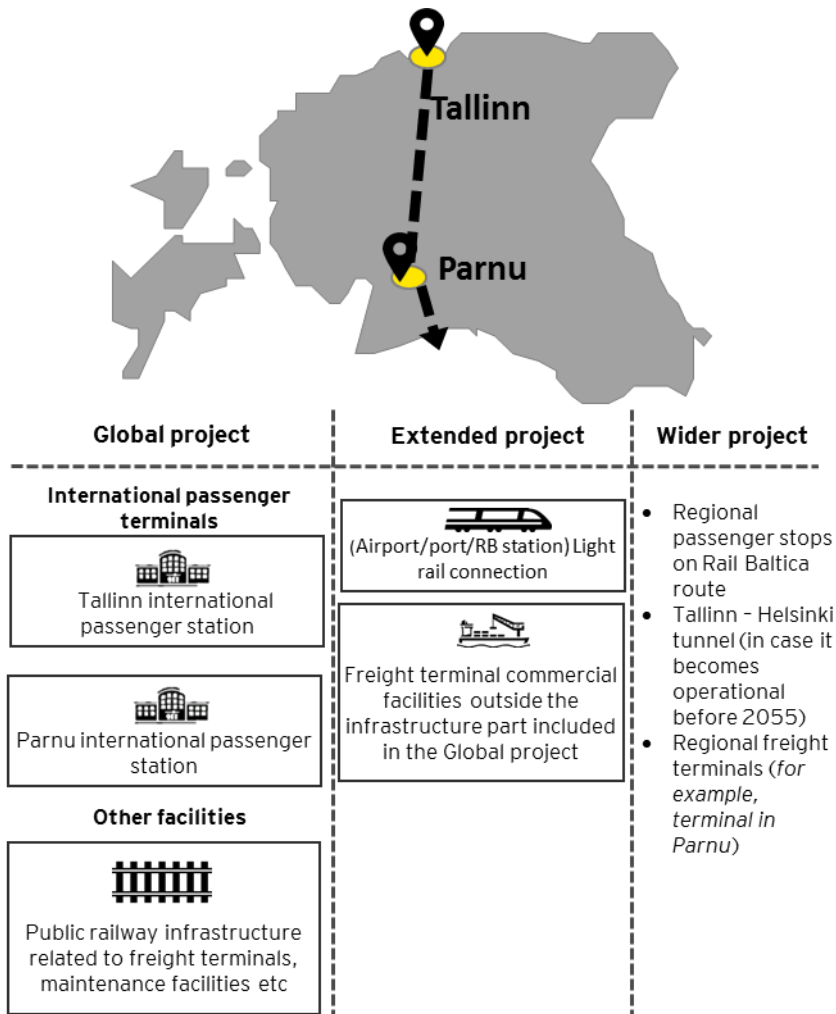 Tallinn
Parnu
Global project
International passenger
terminals
Tallinn international
passenger station
Parnu international passenger
station
Other facilities
Public railway infrastructure
related to freight terminals,
maintenance facilities etc
Extended project
(Airport/port/RB station) Light
rail connection
Freight terminal commercial
facilities outside the
infrastructure part included
in the Global project
Wider project
• Regional
passenger stops
on Rail Baltica
route
• Tallinn – Helsinki
tunnel (in case it
becomes
operational
before 2055)
• Regional freight
terminals (for
example,
terminal in
Parnu)